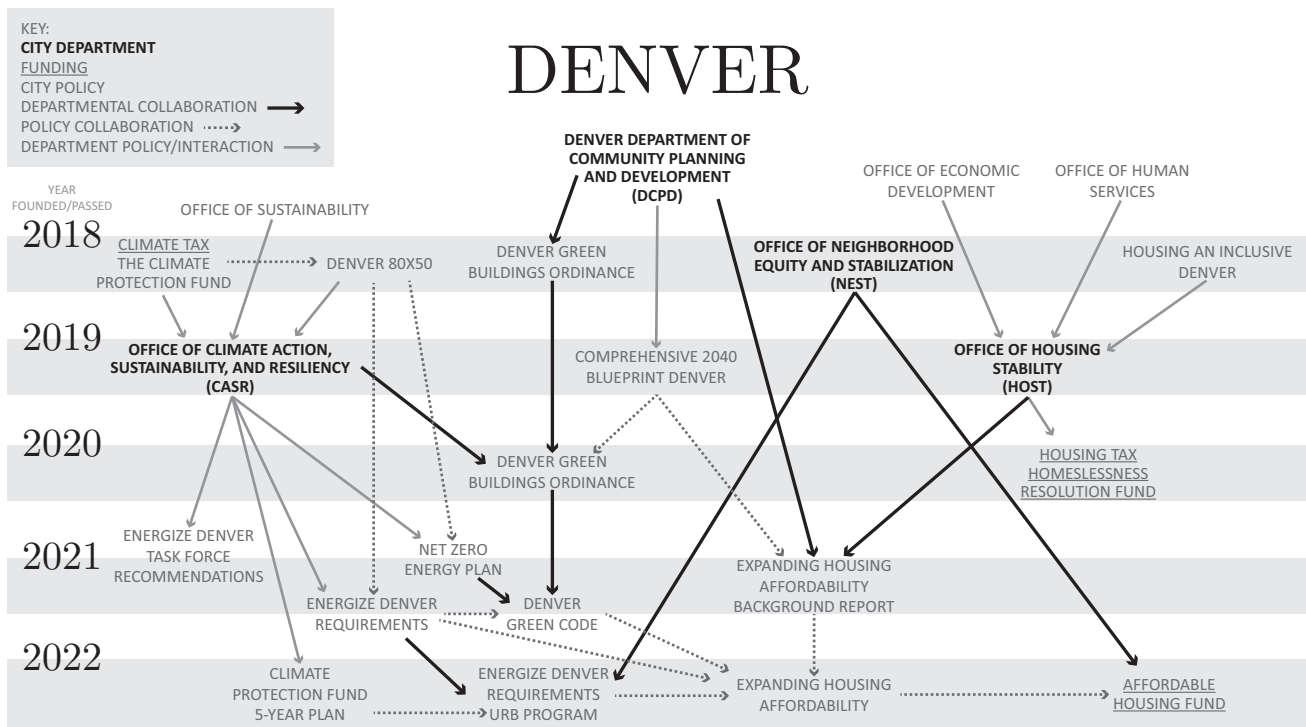 KEY:
CITY DEPARTMENT
FUNDING
CITY POLICY
DEPARTMENTAL COLLABORATION
POLICY COLLABORATION
DEPARTMENT POLICY/INTERACTION
DENVER
DENVER DEPARTMENT OF
COMMUNITY PLANNING
AND DEVELOPMENT
(DCPD)
OFFICE OF ECONOMIC
DEVELOPMENT
OFFICE OF HUMAN
SERVICES
YEAR
FOUNDED/PASSED
OFFICE OF SUSTAINABILITY
2018
CLIMATE TAX
THE CLIMATE
PROTECTION FUND
DENVER 80X50
DENVER GREEN
BUILDINGS ORDINANCE
OFFICE OF NEIGHBORHOOD
EQUITY AND STABILIZATION
(NEST)
HOUSING AN INCLUSIVE
DENVER
2019
OFFICE OF CLIMATE ACTION,
SUSTAINABILITY, AND RESILIENCY
(CASR)
COMPREHENSIVE 2040
BLUEPRINT DENVER
OFFICE OF HOUSING
STABILITY
(HOST)
2020
DENVER GREEN
BUILDINGS ORDINANCE
HOUSING TAX
HOMELESSNESS
RESOLUTION FUND
2021
ENERGIZE DENVER
TASK FORCE
RECOMMENDATIONS
NET ZERO
ENERGY PLAN
EXPANDING HOUSING
AFFORDABILITY
BACKGROUND REPORT
ENERGIZE DENVER
REQUIREMENTS
DENVER
GREEN CODE
2022
CLIMATE
PROTECTION FUND
5-YEAR PLAN
ENERGIZE DENVER
REQUIREMENTS
URB PROGRAM
EXPANDING HOUSING
AFFORDABILITY
AFFORDABLE
HOUSING FUND